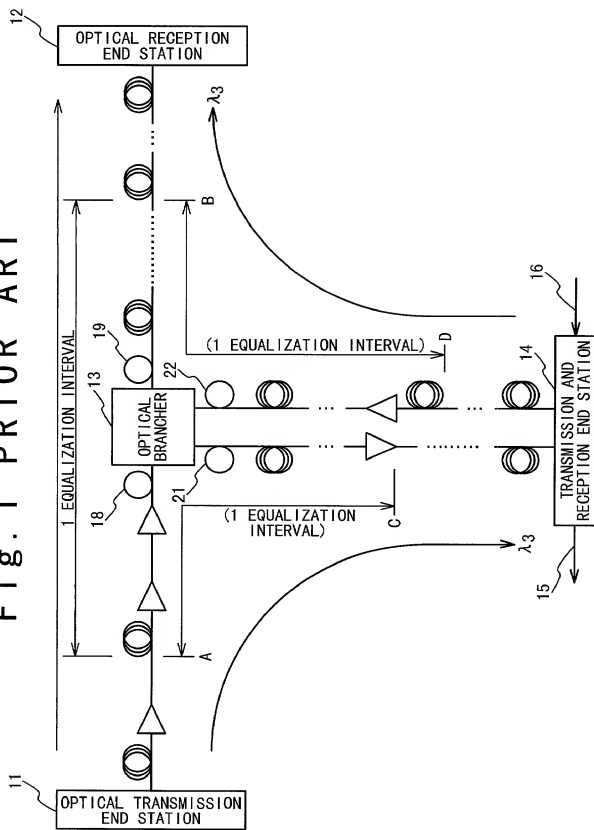 Fig. 1 PRIOR ART
11
OPTICAL TRANSMISSION
END STATION
12
OPTICAL RECEPTION
END STATION
1 EQUALIZATION INTERVAL
A
B
18
13
OPTICAL
BRANCHER
19
21
22
(1 EQUALIZATION
INTERVAL)
C
(1 EQUALIZATION INTERVAL)
D
λ3
λ3
15
14
TRANSMISSION AND
RECEPTION END STATION
16